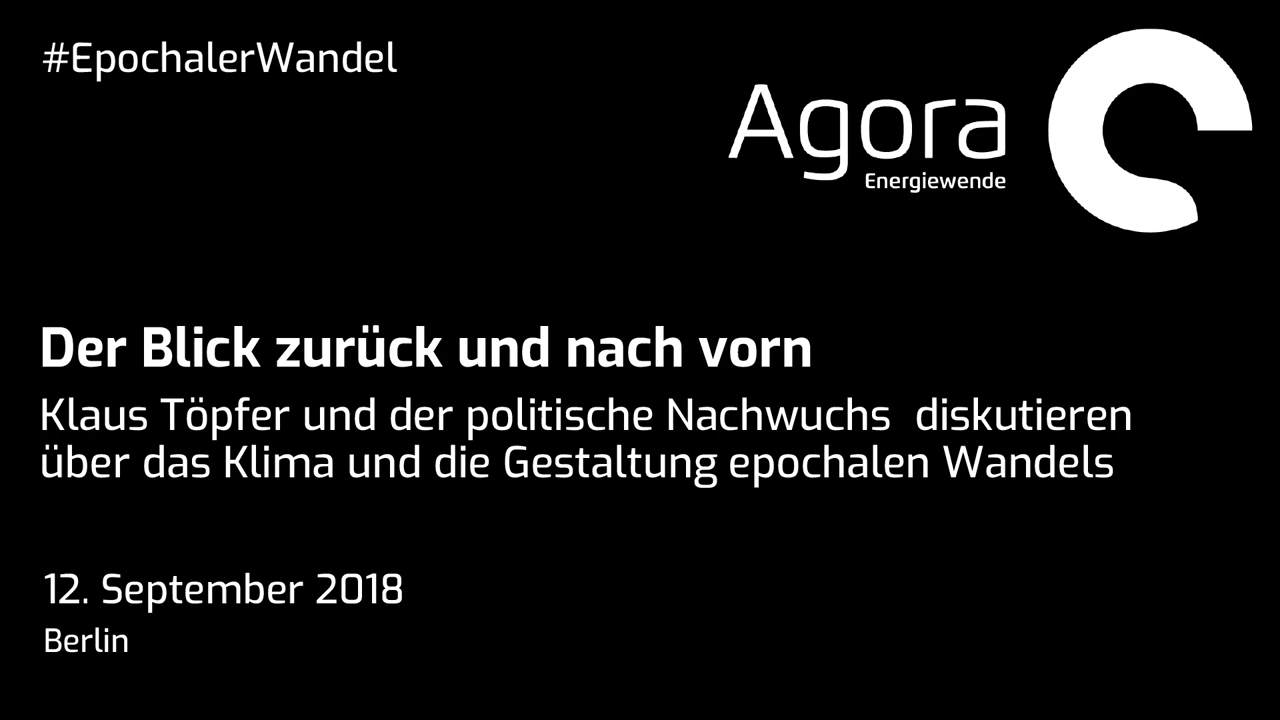 #EpochalerWandel
Agora
Energiewende
Der Blick zurück und nach vorn
Klaus Töpfer und der politische Nachwuchs  diskutieren
über das Klima und die Gestaltung epochalen Wandels
12. September 2018
Berlin